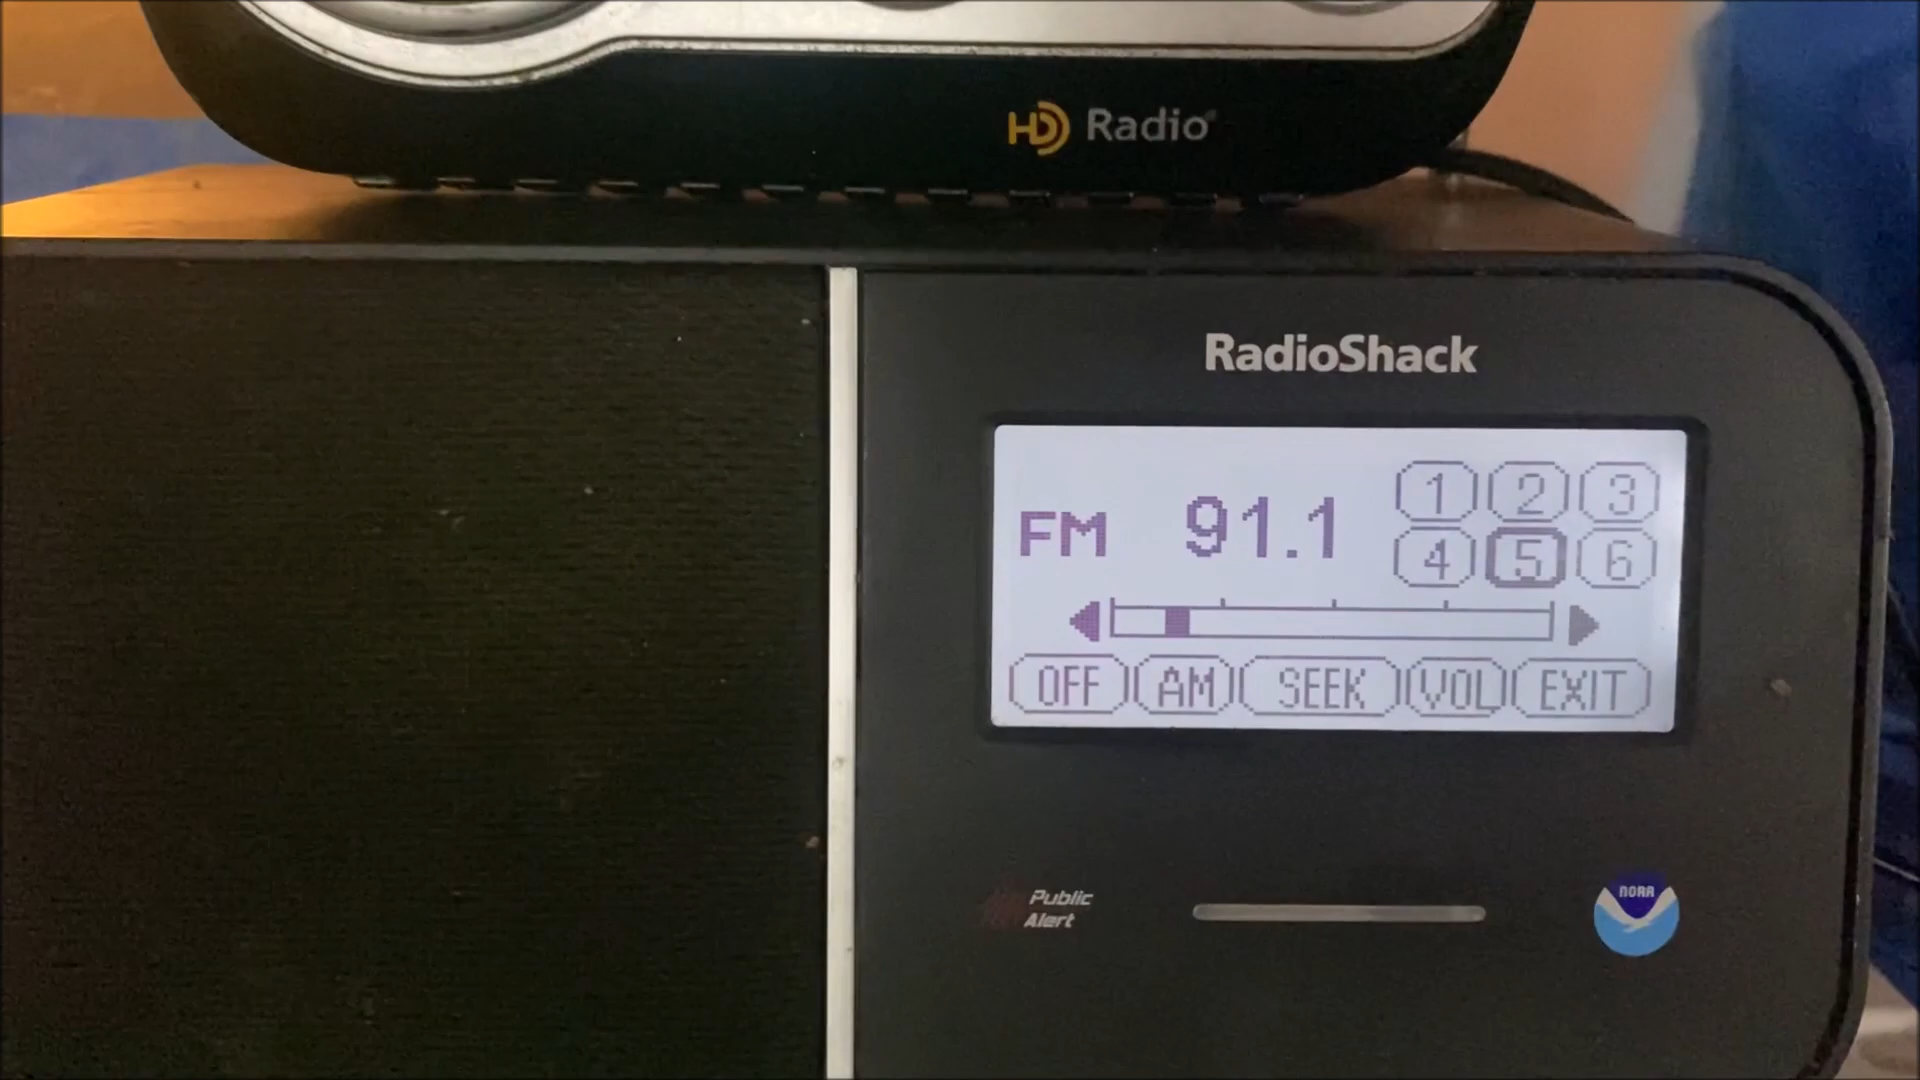 HD Radio®
RadioShack
FM 91.1
1 2 3
4 5 6
OFF AM SEEK VOL EXIT
Public
Alert
NOAA